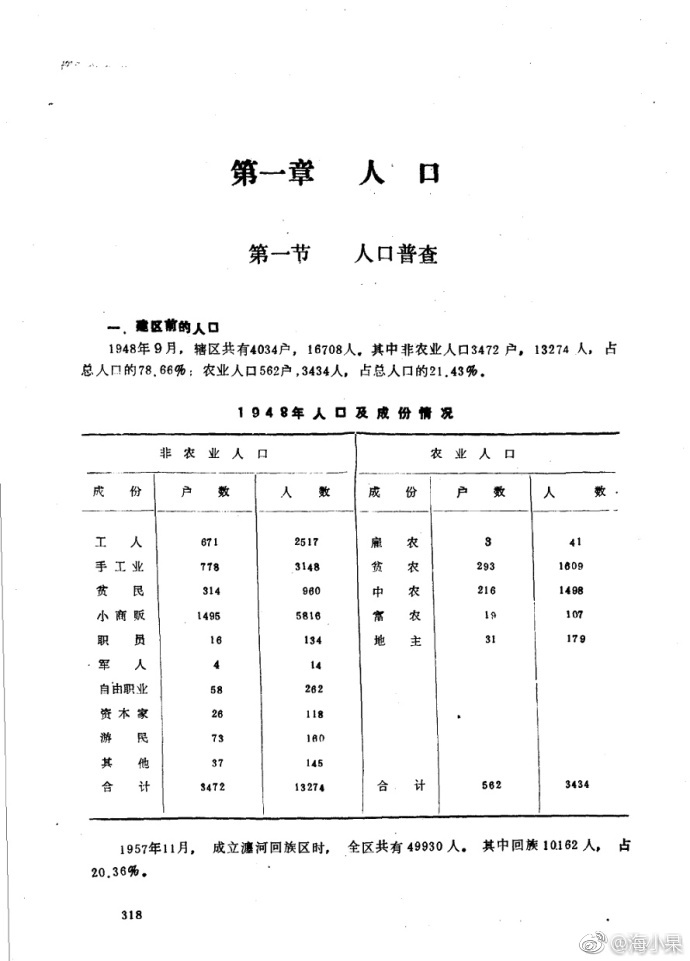 第一章 人口
第一节 人口普查
一、建区前的人口
1948年9月，辖区共有4034户，16708人。其中非农业人口3472户，13274人，占
总人口的78.66%；农业人口562户，3434人，占总人口的21.43%。
1948年人口及成份情况
非农业人口 农业人口
成份 户数 人数 成份 户数 人数
工人 671 2517 雇农 3 41
手工业 778 3148 贫农 293 1609
贫民 314 960 中农 216 1498
小商贩 1495 5816 富农 19 107
职员 16 134 地主 31 179
军人 4 14
自由职业 58 262
资本家 26 118
游民 73 160
其他 37 145
合计 3472 13274 合计 562 3434
1957年11月，成立瀍河回族区时，全区共有49930人。其中回族10162人，占
20.36%。
318
@海小杲